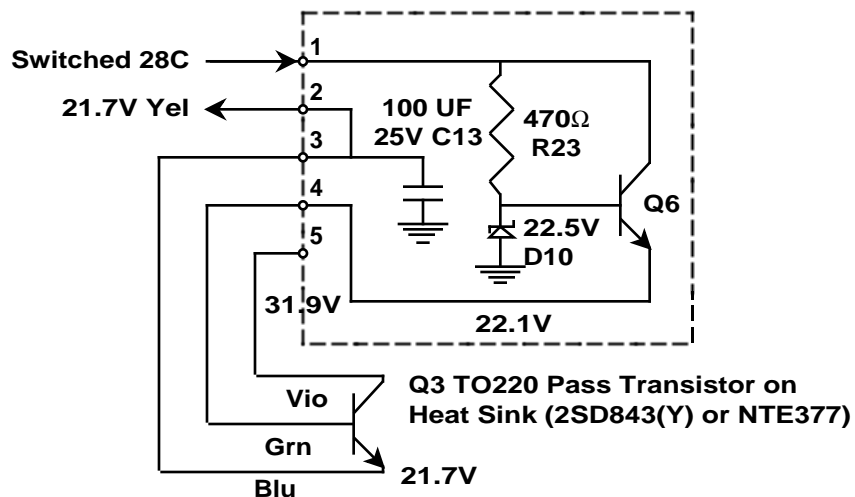 Switched 28C
1
21.7V Yel
2
3
4
5
100 UF
25V C13
470Ω
R23
Q6
22.5V
D10
31.9V
22.1V
Vio
Grn
Blu
Q3 TO220 Pass Transistor on
Heat Sink (2SD843(Y) or NTE377)
21.7V